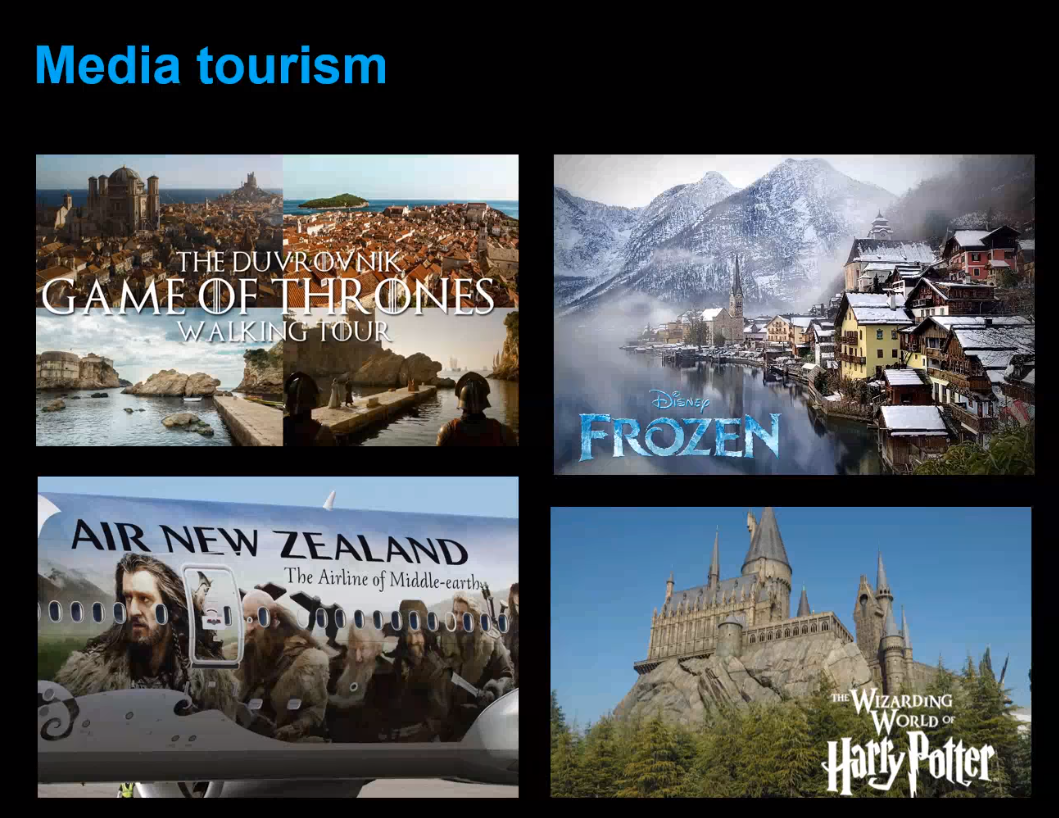 Media tourism
THE DUVROVNIK
GAME OF THRONES
WALKING TOUR
DISNEY
FROZEN
AIR NEW ZEALAND
The Airline of Middle-earth
THE WIZARDING
WORLD OF
Harry Potter